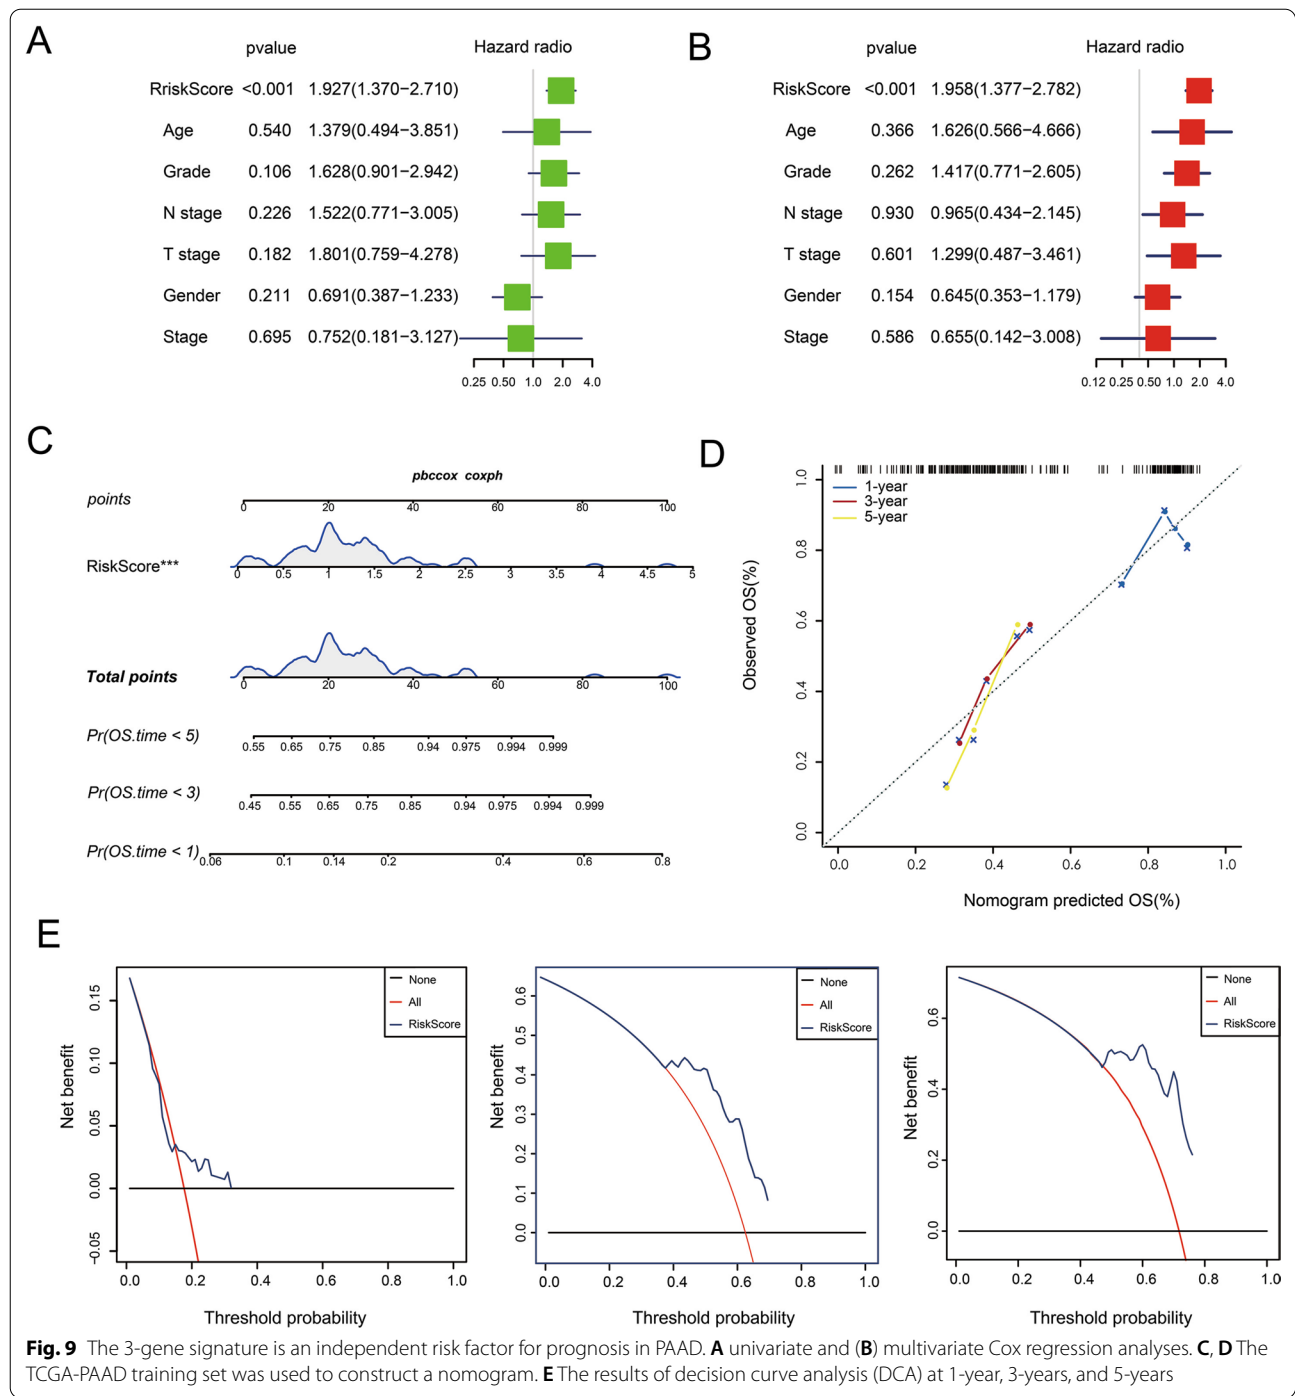 A
pvalue Hazard radio
RriskScore <0.001 1.927(1.370−2.710)
Age 0.540 1.379(0.494−3.851)
Grade 0.106 1.628(0.901−2.942)
N stage 0.226 1.522(0.771−3.005)
T stage 0.182 1.801(0.759−4.278)
Gender 0.211 0.691(0.387−1.233)
Stage 0.695 0.752(0.181−3.127)
0.25 0.50 1.0 2.0 4.0
B
pvalue Hazard radio
RiskScore <0.001 1.958(1.377−2.782)
Age 0.366 1.626(0.566−4.666)
Grade 0.262 1.417(0.771−2.605)
N stage 0.930 0.965(0.434−2.145)
T stage 0.601 1.299(0.487−3.461)
Gender 0.154 0.645(0.353−1.179)
Stage 0.586 0.655(0.142−3.008)
0.12 0.25 0.50 1.0 2.0 4.0
C
pbccox coxph
points
0 20 40 60 80 100
RiskScore***
0 0.5 1 1.5 2 2.5 3 3.5 4 4.5 5
Total points
0 20 40 60 80 100
Pr(OS.time < 5)
0.55 0.65 0.75 0.85 0.94 0.975 0.994 0.999
Pr(OS.time < 3)
0.45 0.55 0.65 0.75 0.85 0.94 0.975 0.994 0.999
Pr(OS.time < 1)
0.06 0.1 0.14 0.2 0.4 0.6 0.8
D
1-year
3-year
5-year
Observed OS(%)
1.0
0.8
0.6
0.4
0.2
0.0
0.0 0.2 0.4 0.6 0.8 1.0
Nomogram predicted OS(%)
E
None
All
RiskScore
Net benefit
0.15
0.10
0.05
0.00
−0.05
0.0 0.2 0.4 0.6 0.8 1.0
Threshold probability
None
All
RiskScore
Net benefit
0.6
0.5
0.4
0.3
0.2
0.1
0.0
0.0 0.2 0.4 0.6 0.8 1.0
Threshold probability
None
All
RiskScore
Net benefit
0.6
0.4
0.2
0.0
0.0 0.2 0.4 0.6 0.8 1.0
Threshold probability
Fig. 9 The 3-gene signature is an independent risk factor for prognosis in PAAD. A univariate and (B) multivariate Cox regression analyses. C, D The
TCGA-PAAD training set was used to construct a nomogram. E The results of decision curve analysis (DCA) at 1-year, 3-years, and 5-years